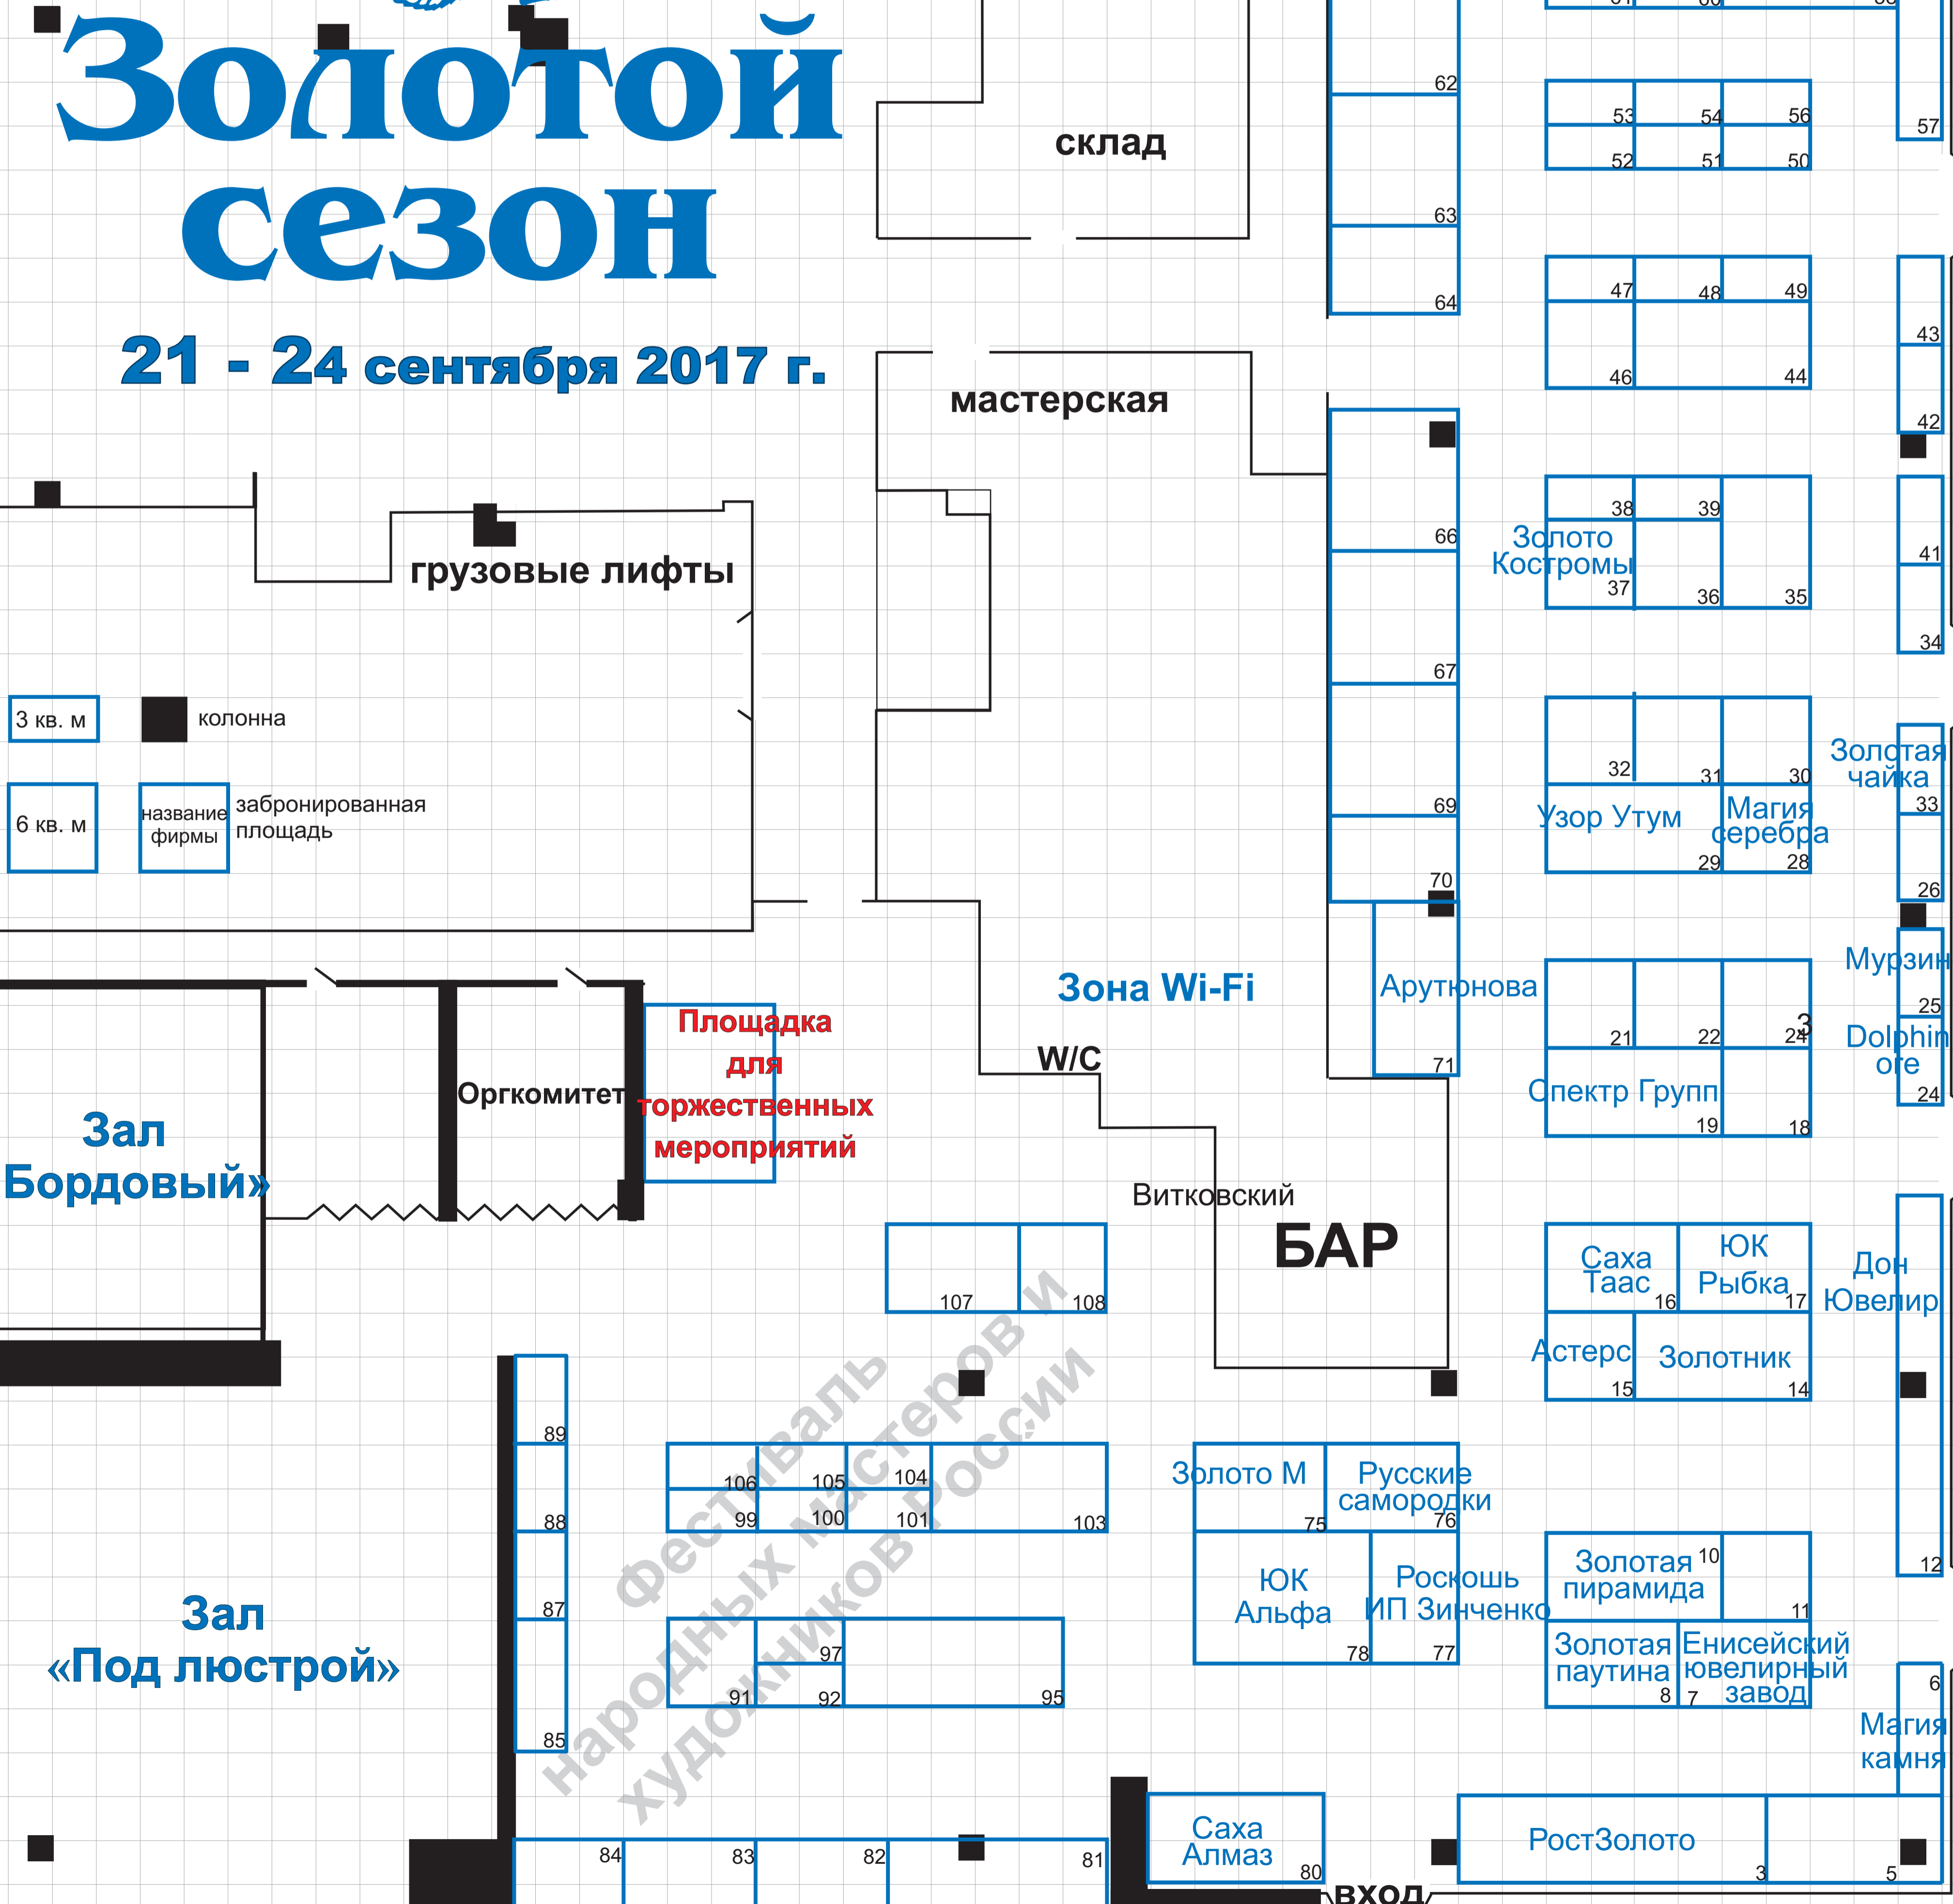 Золотой
сезон
21 - 24 сентября 2017 г.
склад
мастерская
грузовые лифты
3 кв. м
колонна
6 кв. м
название
фирмы
забронированная
площадь
Зал
Бордовый»
Оргкомитет
Площадка
для
торжественных
мероприятий
Зона Wi-Fi
W/C
Витковский
БАР
Зал
«Под люстрой»
Фестиваль
народных мастеров и
художников России
62
63
64
66
67
69
70
Арутюнова
71
57
53
54
56
52
51
50
47
48
49
46
44
43
42
38
39
Золото
Костромы
37
36
35
41
34
32
31
30
Узор Утум
29
Магия
серебра
28
Золотая
чайка
33
26
21
22
24
3
Спектр Групп
19
18
Мурзин
25
Dolphin
ore
24
Саха
Таас
16
ЮК
Рыбка
17
Астерс
15
Золотник
14
Дон
Ювелир
12
107
108
89
88
87
85
106
105
104
99
100
101
103
97
91
92
95
Золото М
75
Русские
самородки
76
ЮК
Альфа
78
Роскошь
ИП Зинченко
77
Золотая
пирамида
10
11
Золотая
паутина
8
Енисейский
ювелирный
завод
7
6
Магия
камня
84
83
82
81
Саха
Алмаз
80
РостЗолото
3
5
вход